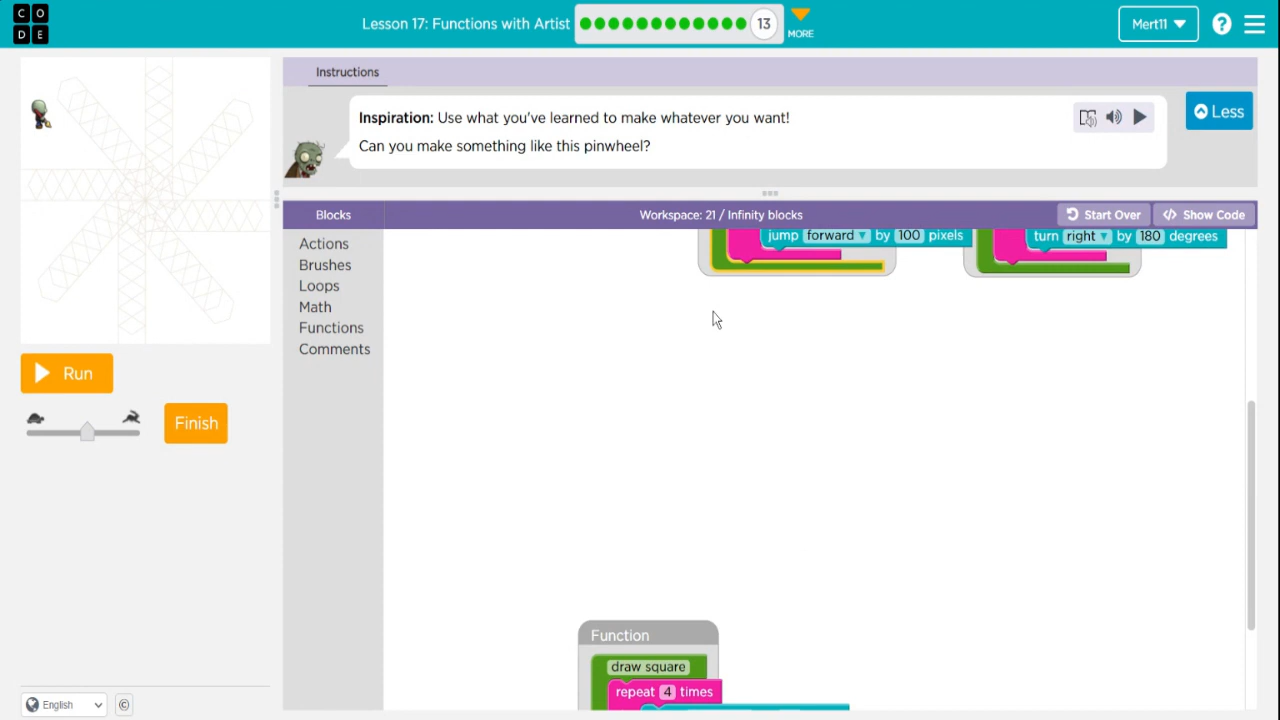 CO
DE
Lesson 17: Functions with Artist
13
MORE
Mert11
?
Instructions
Inspiration: Use what you've learned to make whatever you want!
Can you make something like this pinwheel?
Less
Blocks
Workspace: 21 / Infinity blocks
Start Over
</> Show Code
Actions
Brushes
Loops
Math
Functions
Comments
jump forward by 100 pixels
turn right by 180 degrees
Run
Finish
Function
draw square
repeat 4 times
English
©